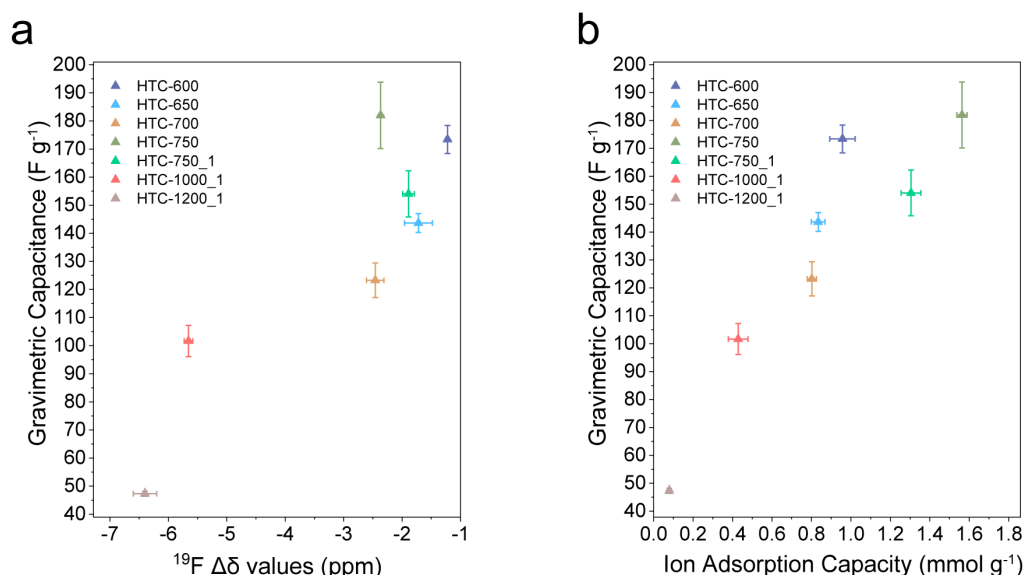 a
Gravimetric Capacitance (F g⁻¹)
200
190
180
170
160
150
140
130
120
110
100
90
80
70
60
50
40
HTC-600
HTC-650
HTC-700
HTC-750
HTC-750_1
HTC-1000_1
HTC-1200_1
-7 -6 -5 -4 -3 -2 -1
¹⁹F Δδ values (ppm)
b
Gravimetric Capacitance (F g⁻¹)
200
190
180
170
160
150
140
130
120
110
100
90
80
70
60
50
40
HTC-600
HTC-650
HTC-700
HTC-750
HTC-750_1
HTC-1000_1
HTC-1200_1
0.0 0.2 0.4 0.6 0.8 1.0 1.2 1.4 1.6 1.8
Ion Adsorption Capacity (mmol g⁻¹)